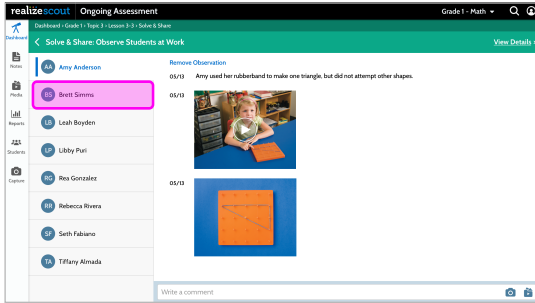 realizescout Ongoing Assessment Grade 1 - Math
Dashboard › Grade 1 › Topic 3 › Lesson 3-3 › Solve & Share
Dashboard
Solve & Share: Observe Students at Work View Details
Notes
Media
Reports
Students
Capture
AA Amy Anderson
BS Brett Simms
LB Leah Boyden
LP Libby Puri
RG Rea Gonzalez
RR Rebecca Rivera
SF Seth Fabiano
TA Tiffany Almada
Remove Observation
05/13 Amy used her rubberband to make one triangle, but did not attempt other shapes.
05/13
05/13
Write a comment